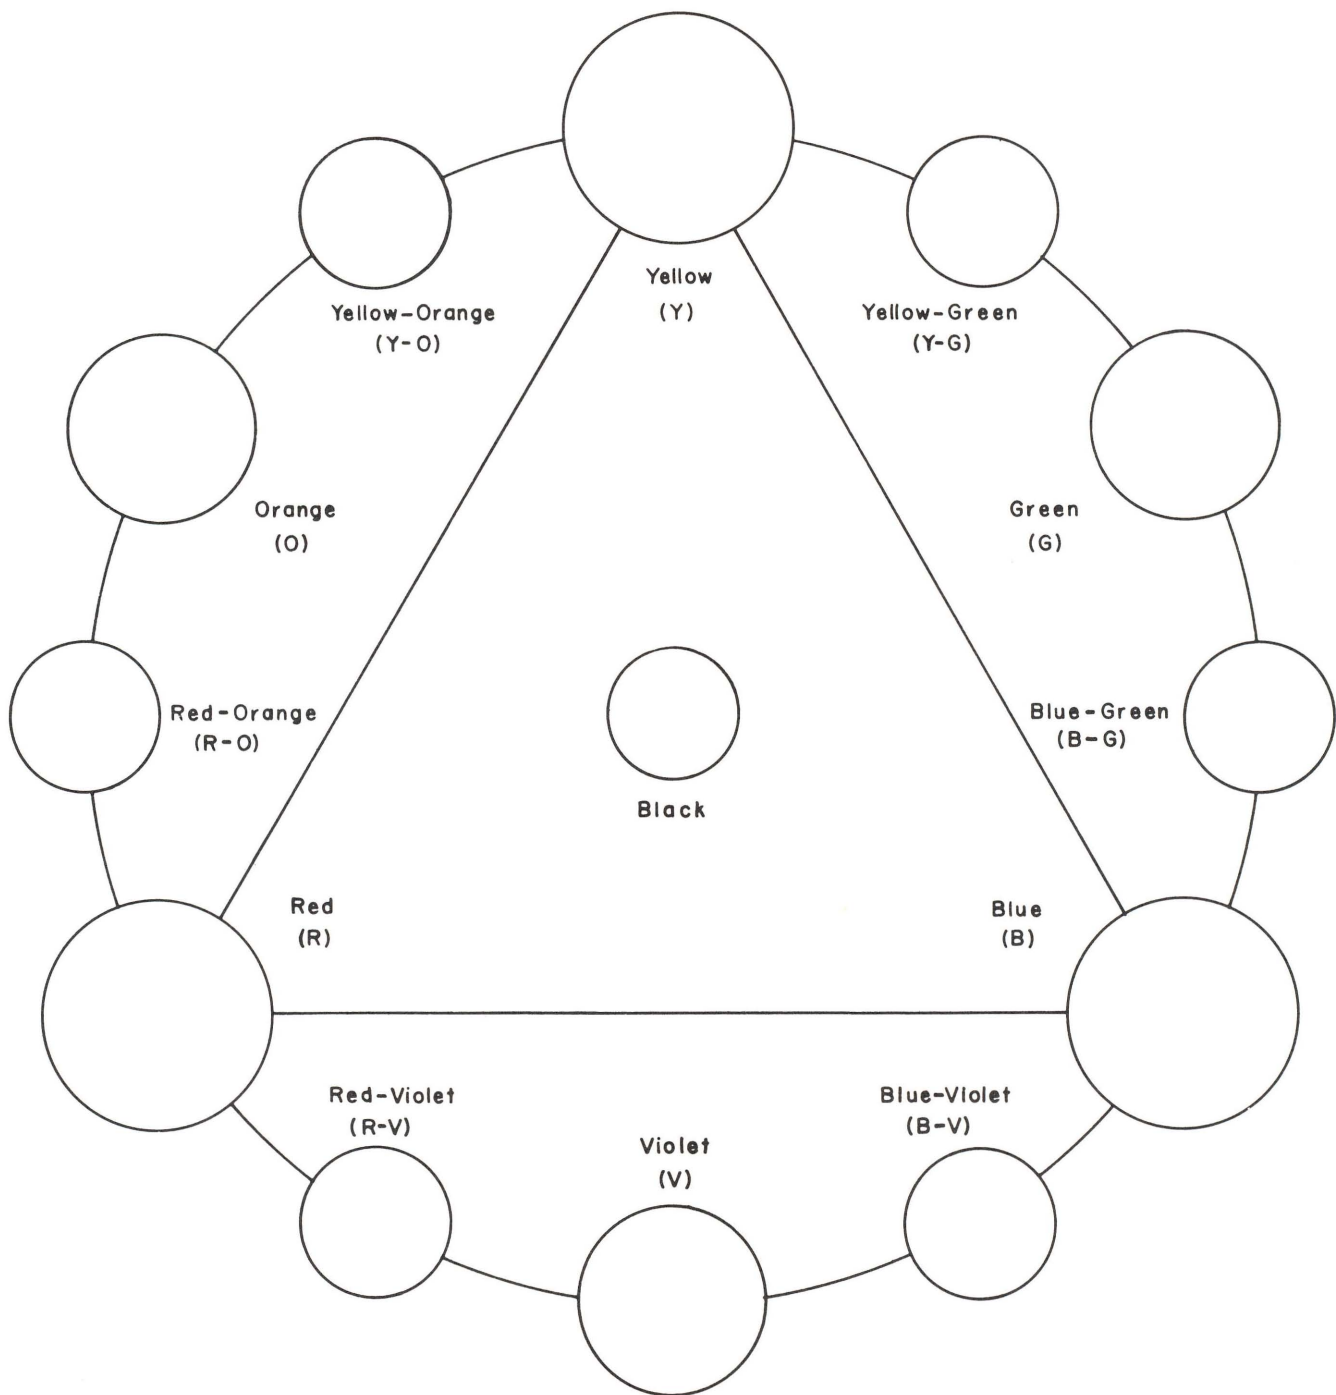 Yellow
(Y)
Yellow-Orange
(Y-O)
Yellow-Green
(Y-G)
Orange
(O)
Green
(G)
Red-Orange
(R-O)
Blue-Green
(B-G)
Black
Red
(R)
Blue
(B)
Red-Violet
(R-V)
Blue-Violet
(B-V)
Violet
(V)